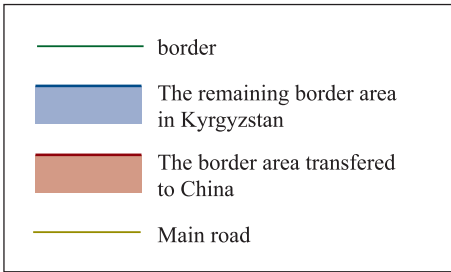 border
The remaining border area
in Kyrgyzstan
The border area transfered
to China
Main road